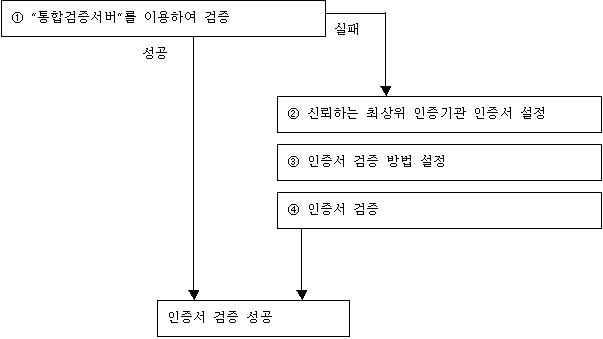 ① “통합검증서버”를 이용하여 검증
실패
성공
② 신뢰하는 최상위 인증기관 인증서 설정
③ 인증서 검증 방법 설정
④ 인증서 검증
인증서 검증 성공